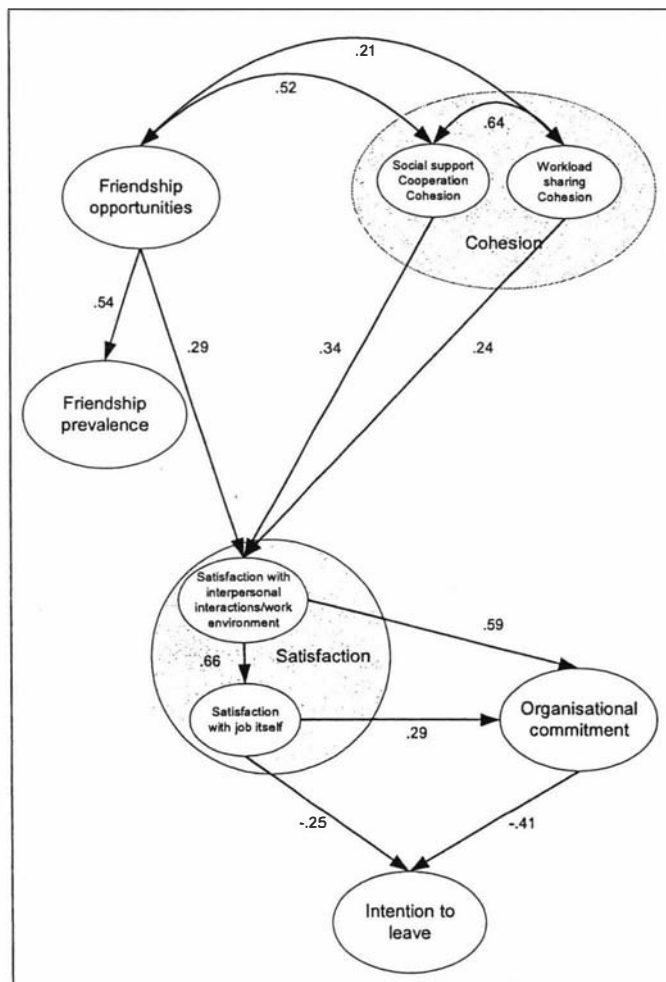 .21
.52
.64
Friendship
opportunities
Social support
Cooperation
Cohesion
Workload
sharing
Cohesion
Cohesion
.54
.29
.34
.24
Friendship
prevalence
Satisfaction with
interpersonal
interactions/work
environment
.59
.66
Satisfaction
Satisfaction
with job itself
.29
Organisational
commitment
-.25
-.41
Intention to
leave